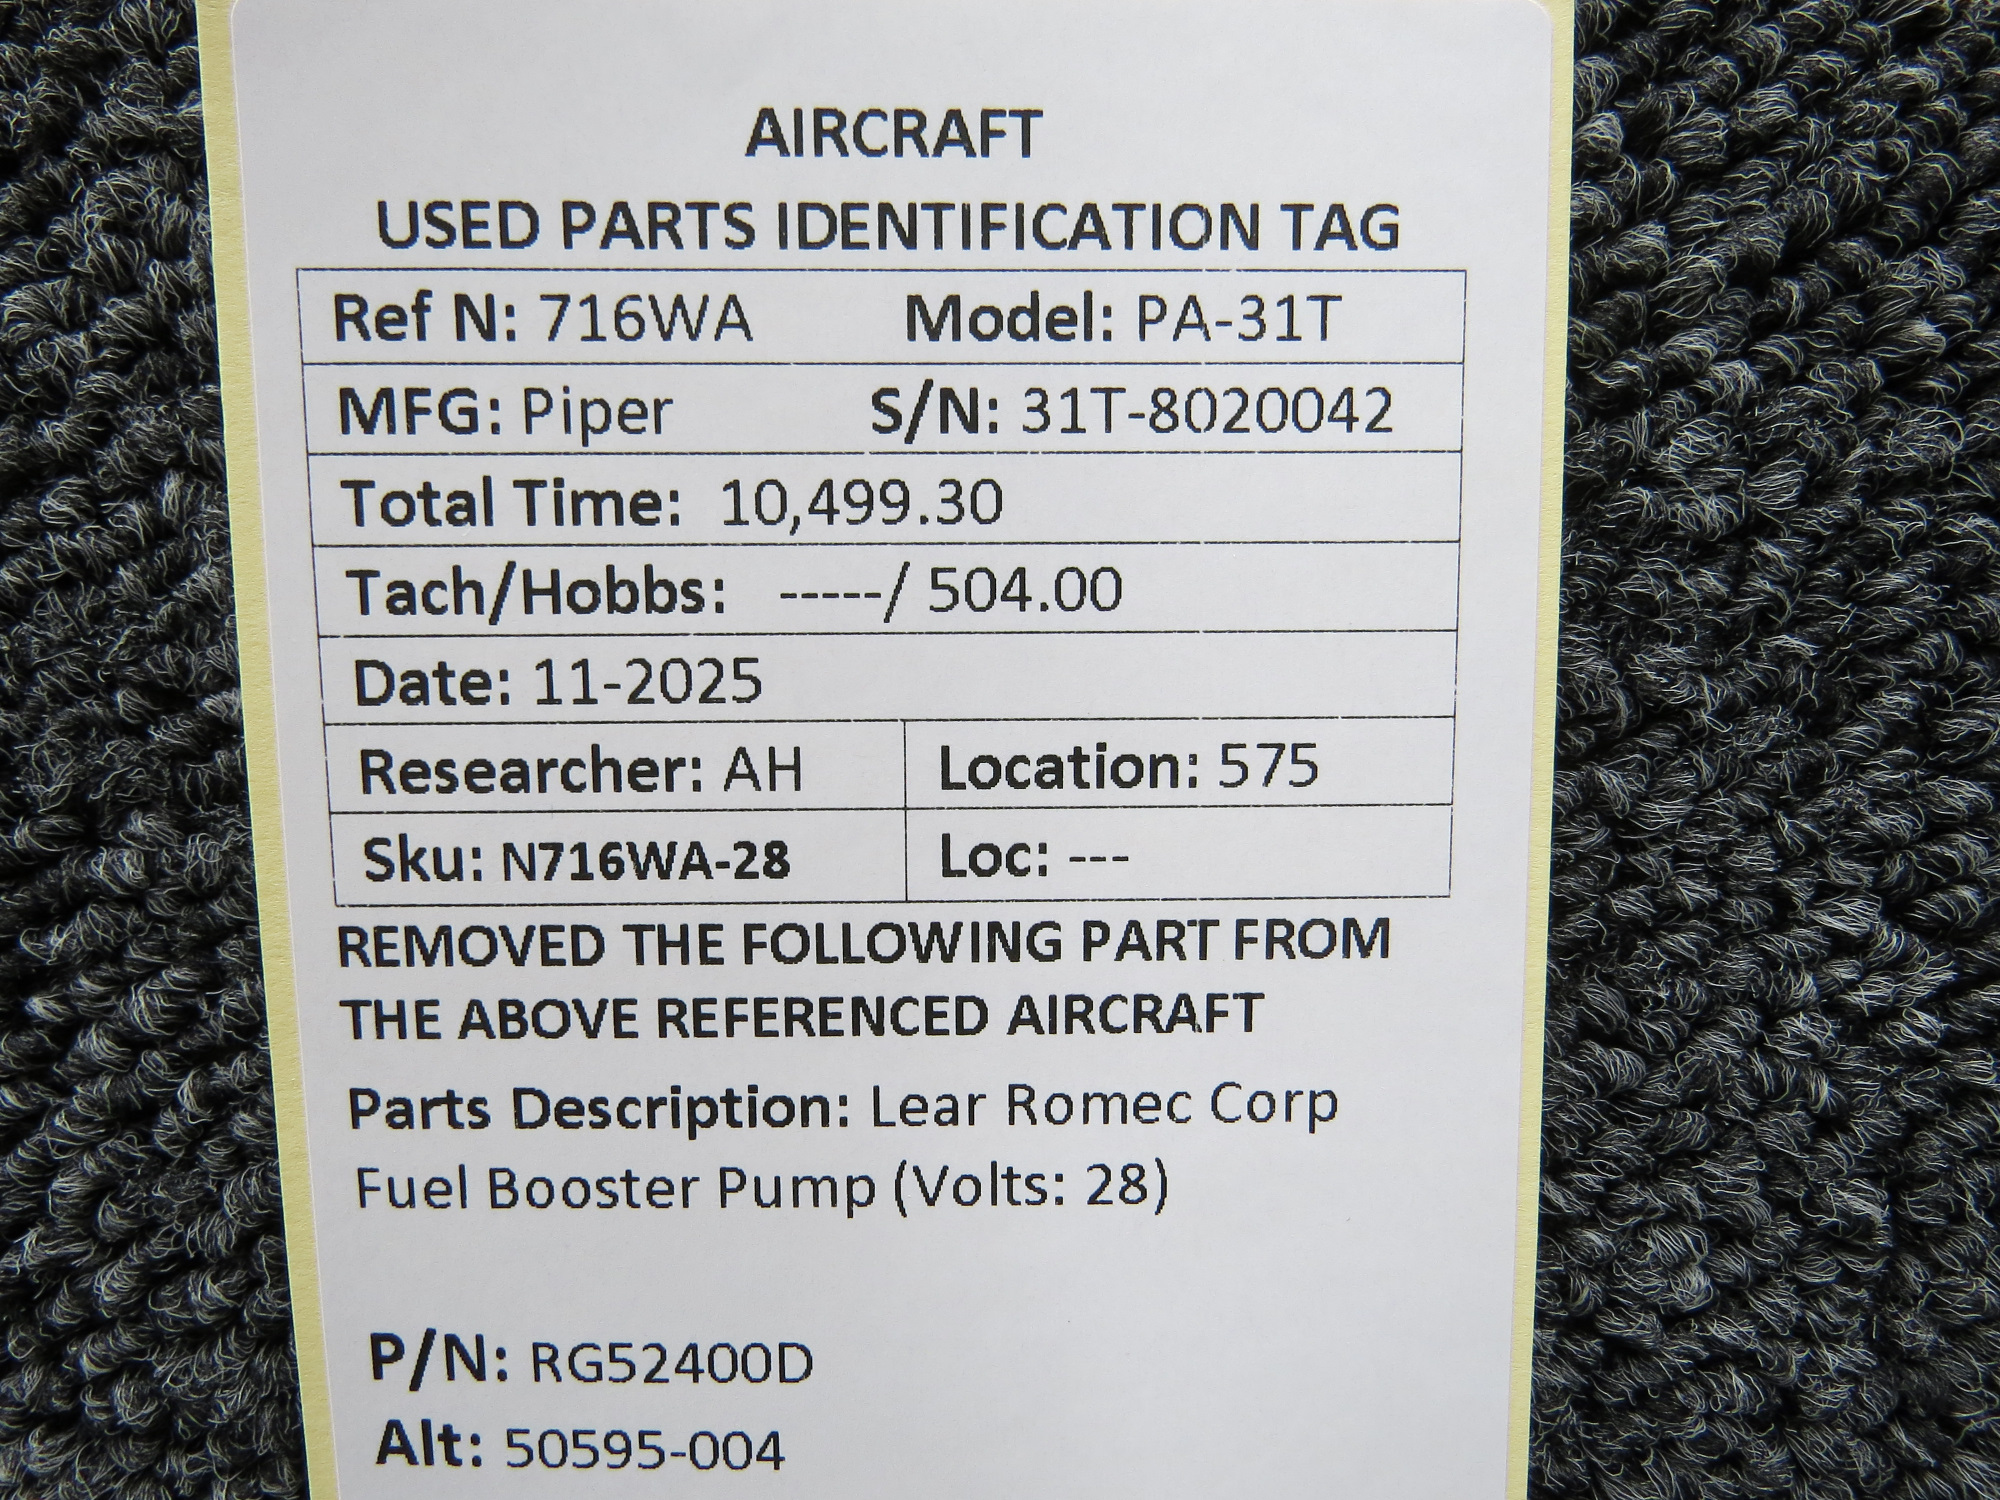 AIRCRAFT
USED PARTS IDENTIFICATION TAG
Ref N: 716WA Model: PA-31T
MFG: Piper S/N: 31T-8020042
Total Time: 10,499.30
Tach/Hobbs: -----/ 504.00
Date: 11-2025
Researcher: AH Location: 575
Sku: N716WA-28 Loc: ---
REMOVED THE FOLLOWING PART FROM
THE ABOVE REFERENCED AIRCRAFT
Parts Description: Lear Romec Corp
Fuel Booster Pump (Volts: 28)
P/N: RG52400D
Alt: 50595-004